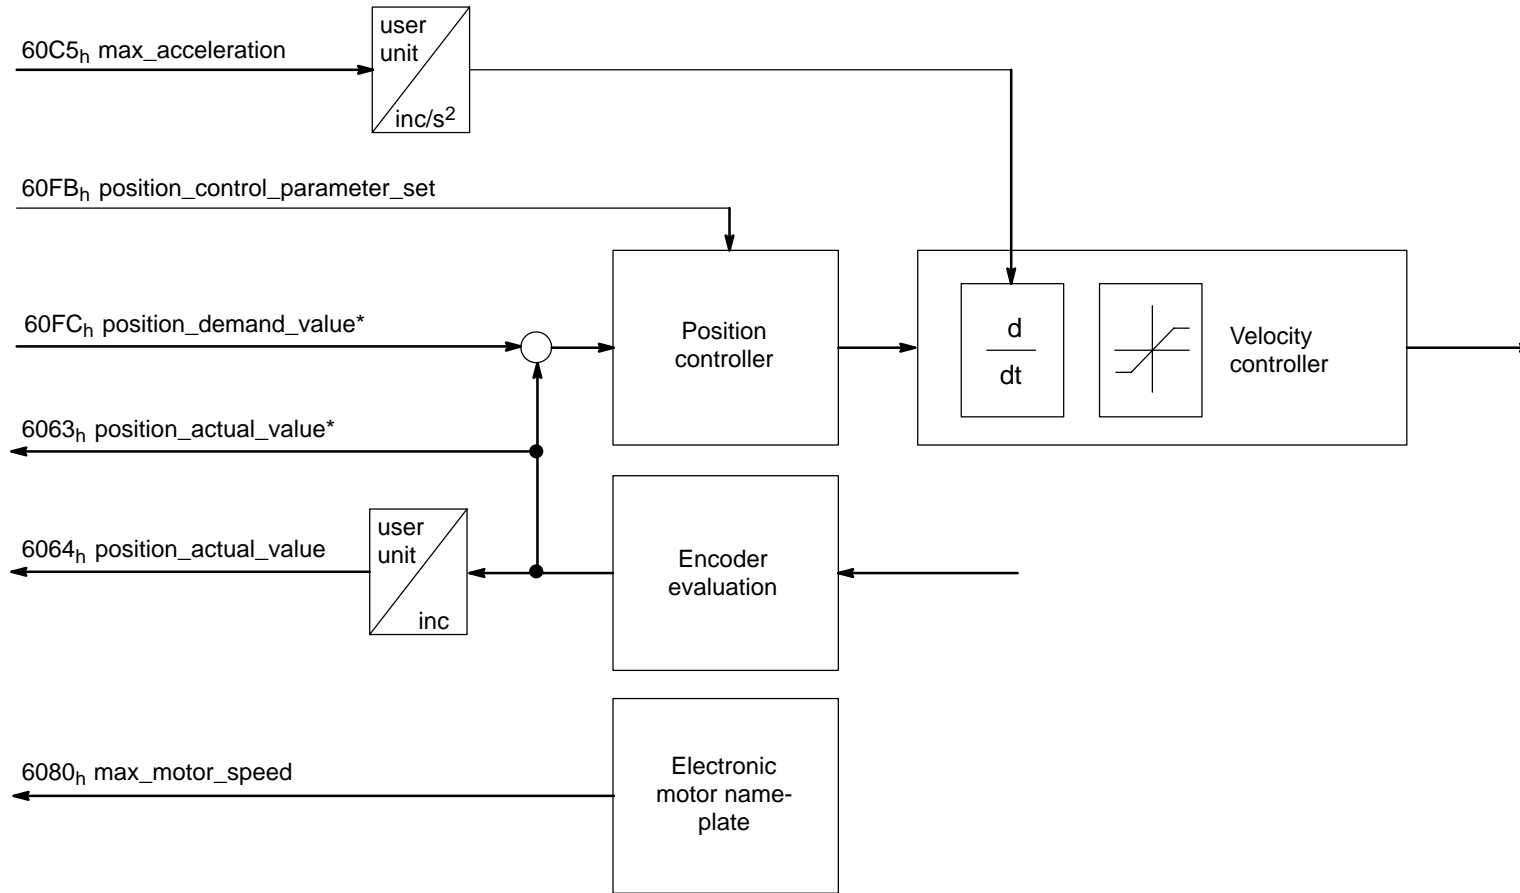 user
unit
60C5h max_acceleration
inc/s2
60FBh position_control_parameter_set
60FCh position_demand_value*
Position
controller
d
dt
Velocity
controller
6063h position_actual_value*
6064h position_actual_value
user
unit
inc
Encoder
evaluation
6080h max_motor_speed
Electronic
motor name-
plate